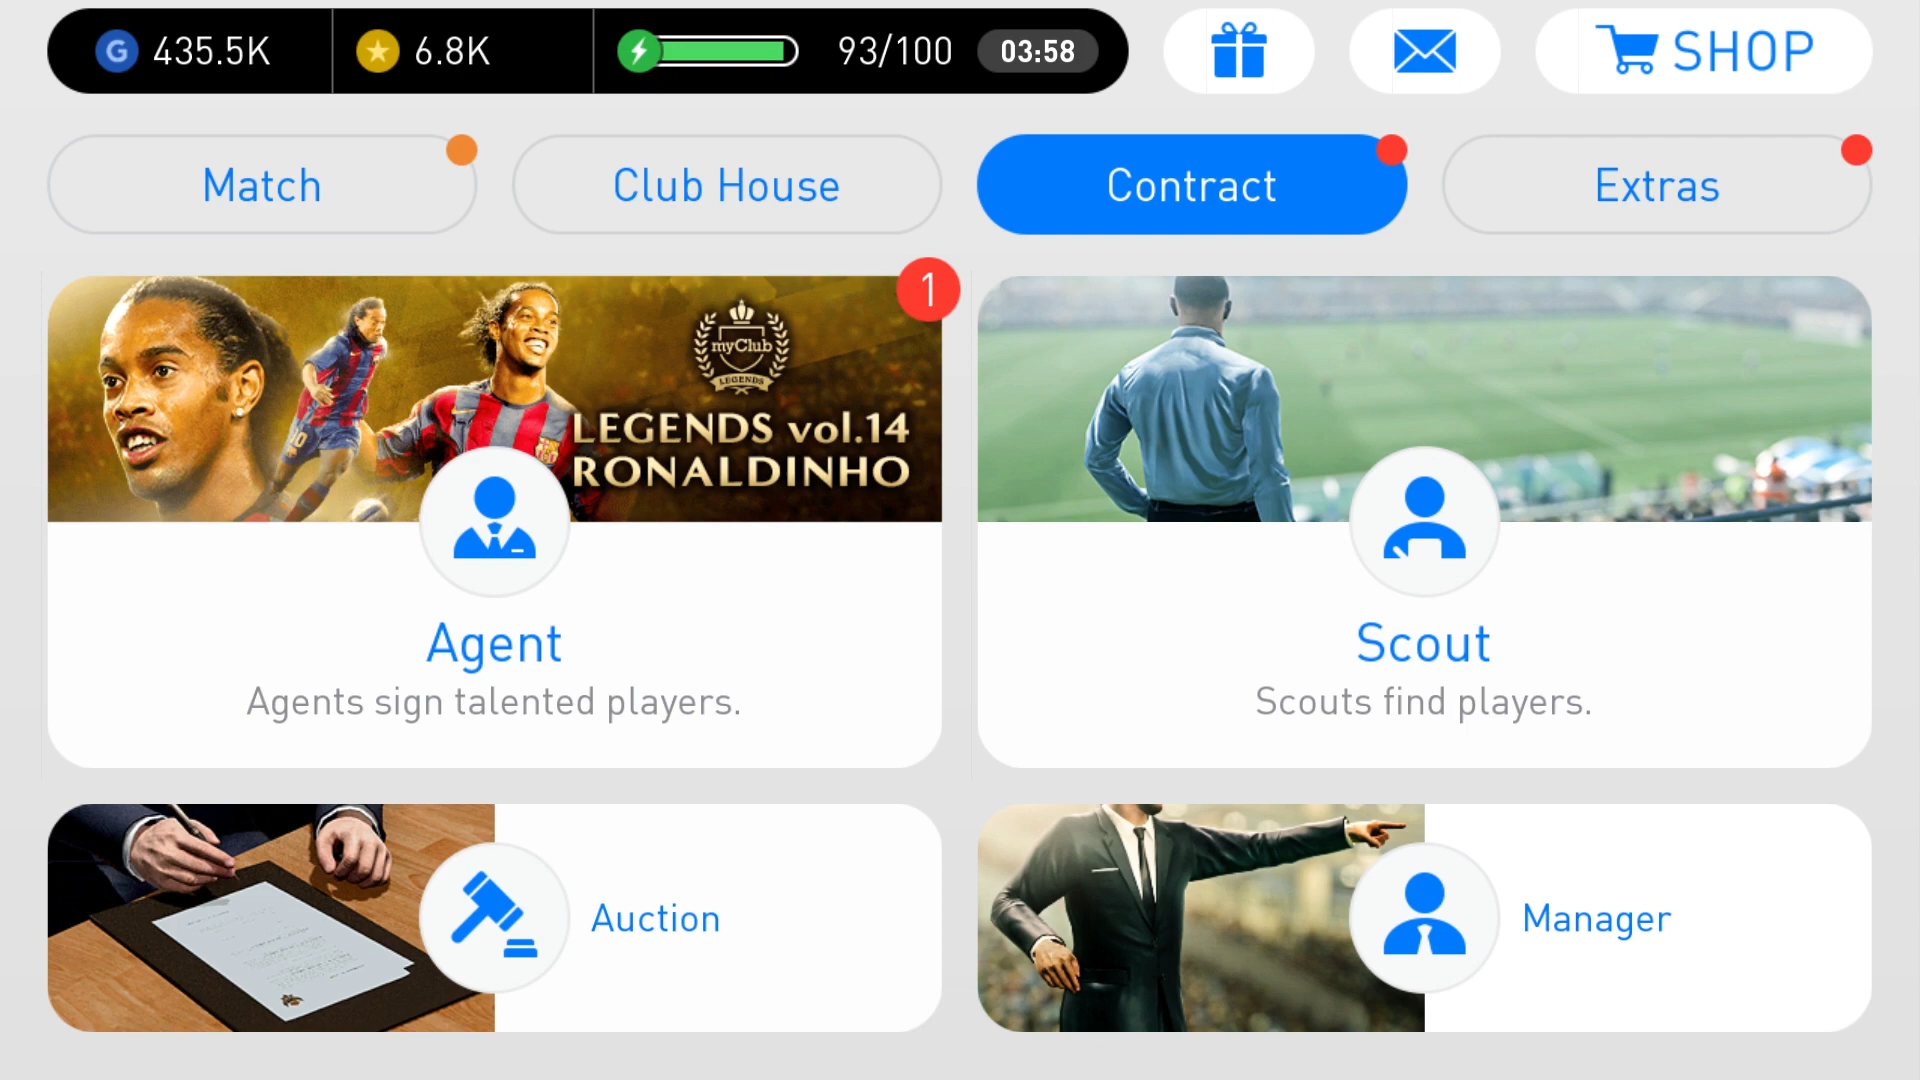 G 435.5K 6.8K 93/100 03:58 SHOP
Match Club House Contract Extras
1
myClub
LEGENDS
LEGENDS vol.14
RONALDINHO
10
Agent
Agents sign talented players.
Scout
Scouts find players.
Auction
Manager